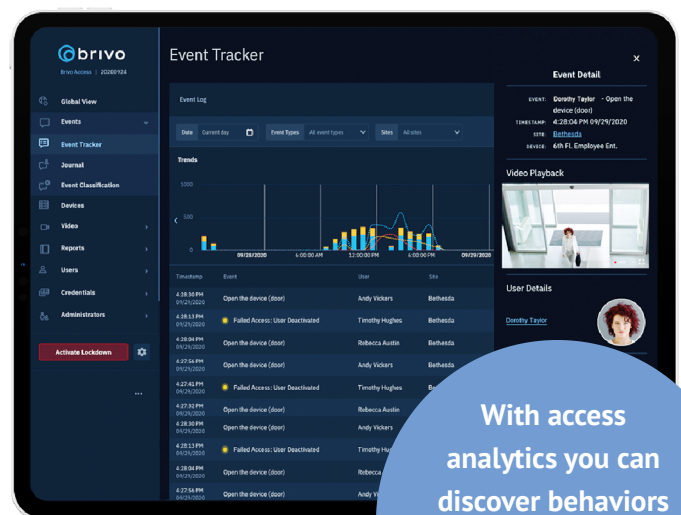 brivo
Brivo Access | 20200924
Global View
Events
Event Tracker
Journal
Event Classification
Devices
Video
Reports
Users
Credentials
Administrators
Activate Lockdown
...
Event Tracker
Event Log
Date Current day Event Types All event types Sites All sites
Trends
1000
500
0
09/28/2020 6:00:00 AM 12:00:00 PM 6:00:00 PM 09/29/2020
Timestamp Event User Site
4:28:30 PM
09/29/2020 Open the device (door) Andy Vickers Bethesda
4:28:13 PM
09/29/2020 Failed Access: User Deactivated Timothy Hughes Bethesda
4:28:04 PM
09/29/2020 Open the device (door) Rebecca Austin Bethesda
4:27:56 PM
09/29/2020 Open the device (door) Andy Vickers Bethesda
4:27:41 PM
09/29/2020 Failed Access: User Deactivated Timothy Hughes
4:27:32 PM
09/29/2020 Open the device (door) Rebecca Austin
4:28:30 PM
09/29/2020 Open the device (door) Andy Vickers
4:28:13 PM
09/29/2020 Failed Access: User Deactivated Timothy
4:28:04 PM
09/29/2020 Open the device (door) Rebecca
4:27:56 PM
09/29/2020 Open the device (door) Andy
Event Detail
EVENT: Dorothy Taylor - Open the
device (door)
TIMESTAMP: 4:28:04 PM 09/29/2020
SITE: Bethesda
DEVICE: 6th Fl. Employee Ent.
Video Playback
User Details
Dorothy Taylor
With access
analytics you can
discover behaviors